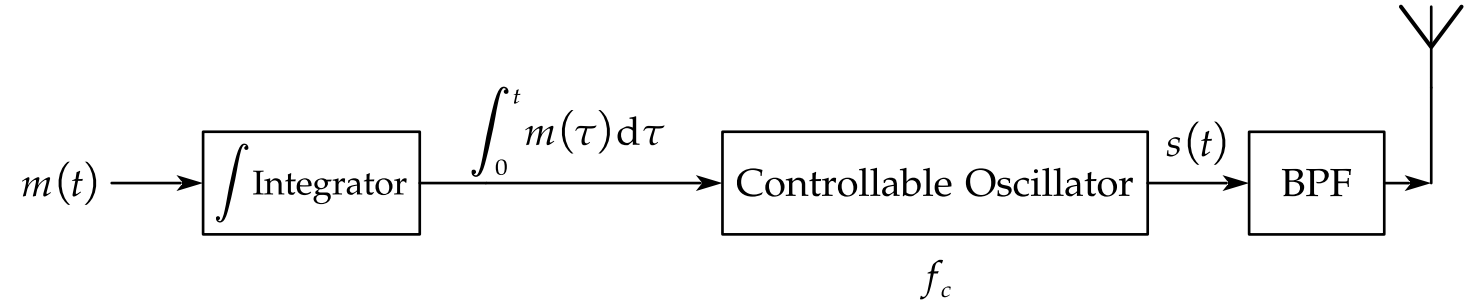 m(t)
∫ Integrator
∫₀ᵗ m(τ)dτ
Controllable Oscillator
f_c
s(t)
BPF